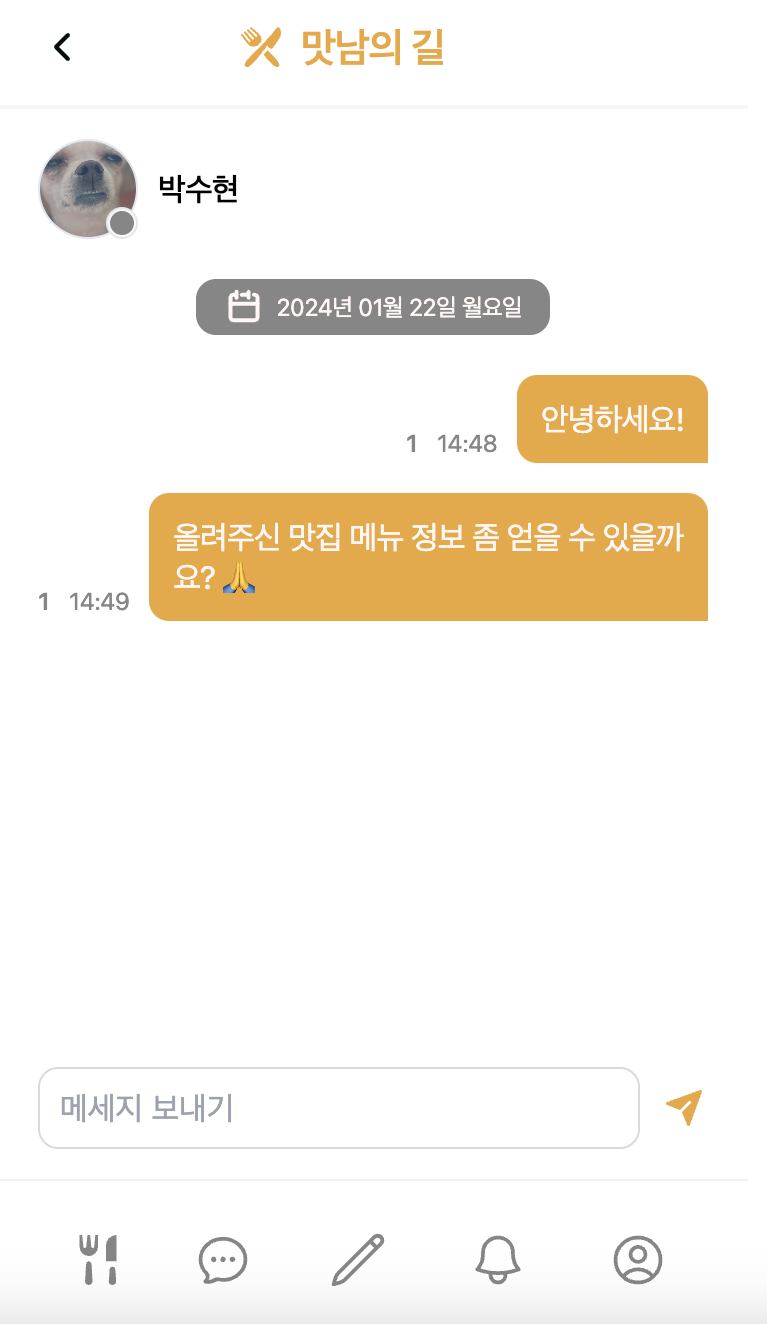 맛남의 길
박수현
2024년 01월 22일 월요일
안녕하세요!
1 14:48
올려주신 맛집 메뉴 정보 좀 얻을 수 있을까
요?🙏
1 14:49
메세지 보내기